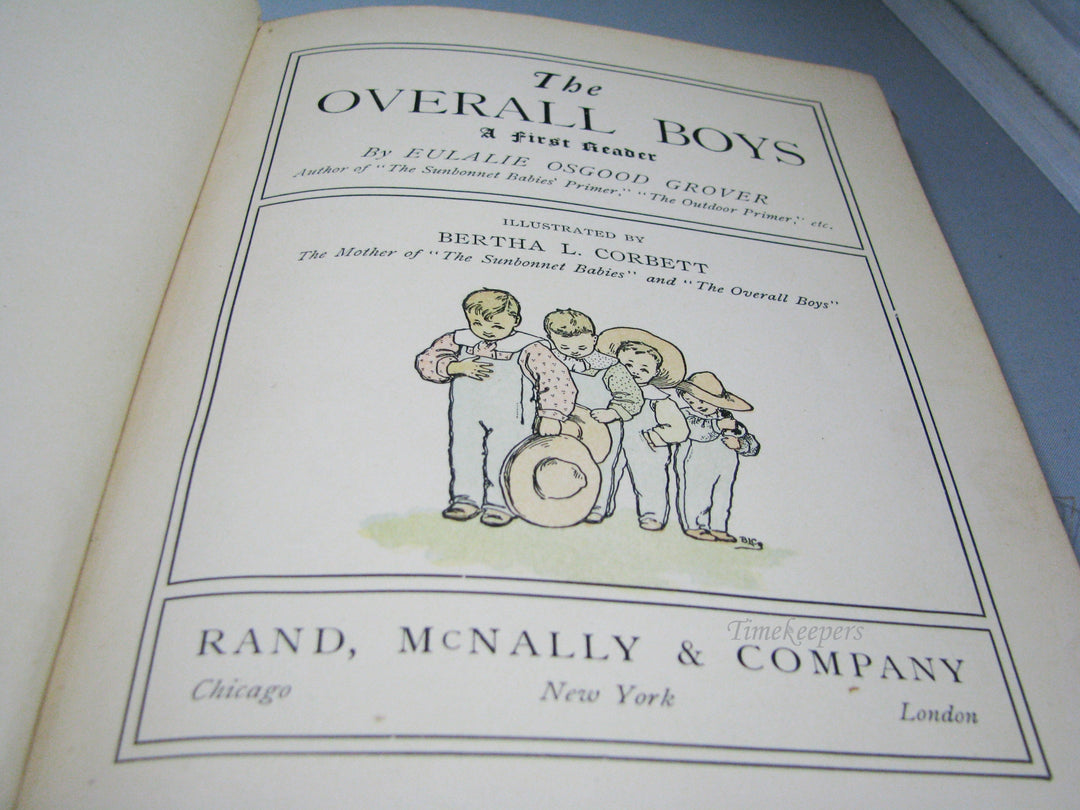 The
OVERALL BOYS
A First Reader
By EULALIE OSGOOD GROVER
Author of "The Sunbonnet Babies' Primer," "The Outdoor Primer," etc.
ILLUSTRATED BY
BERTHA L. CORBETT
The Mother of "The Sunbonnet Babies" and "The Overall Boys"
Timekeepers
RAND, McNALLY & COMPANY
Chicago New York London